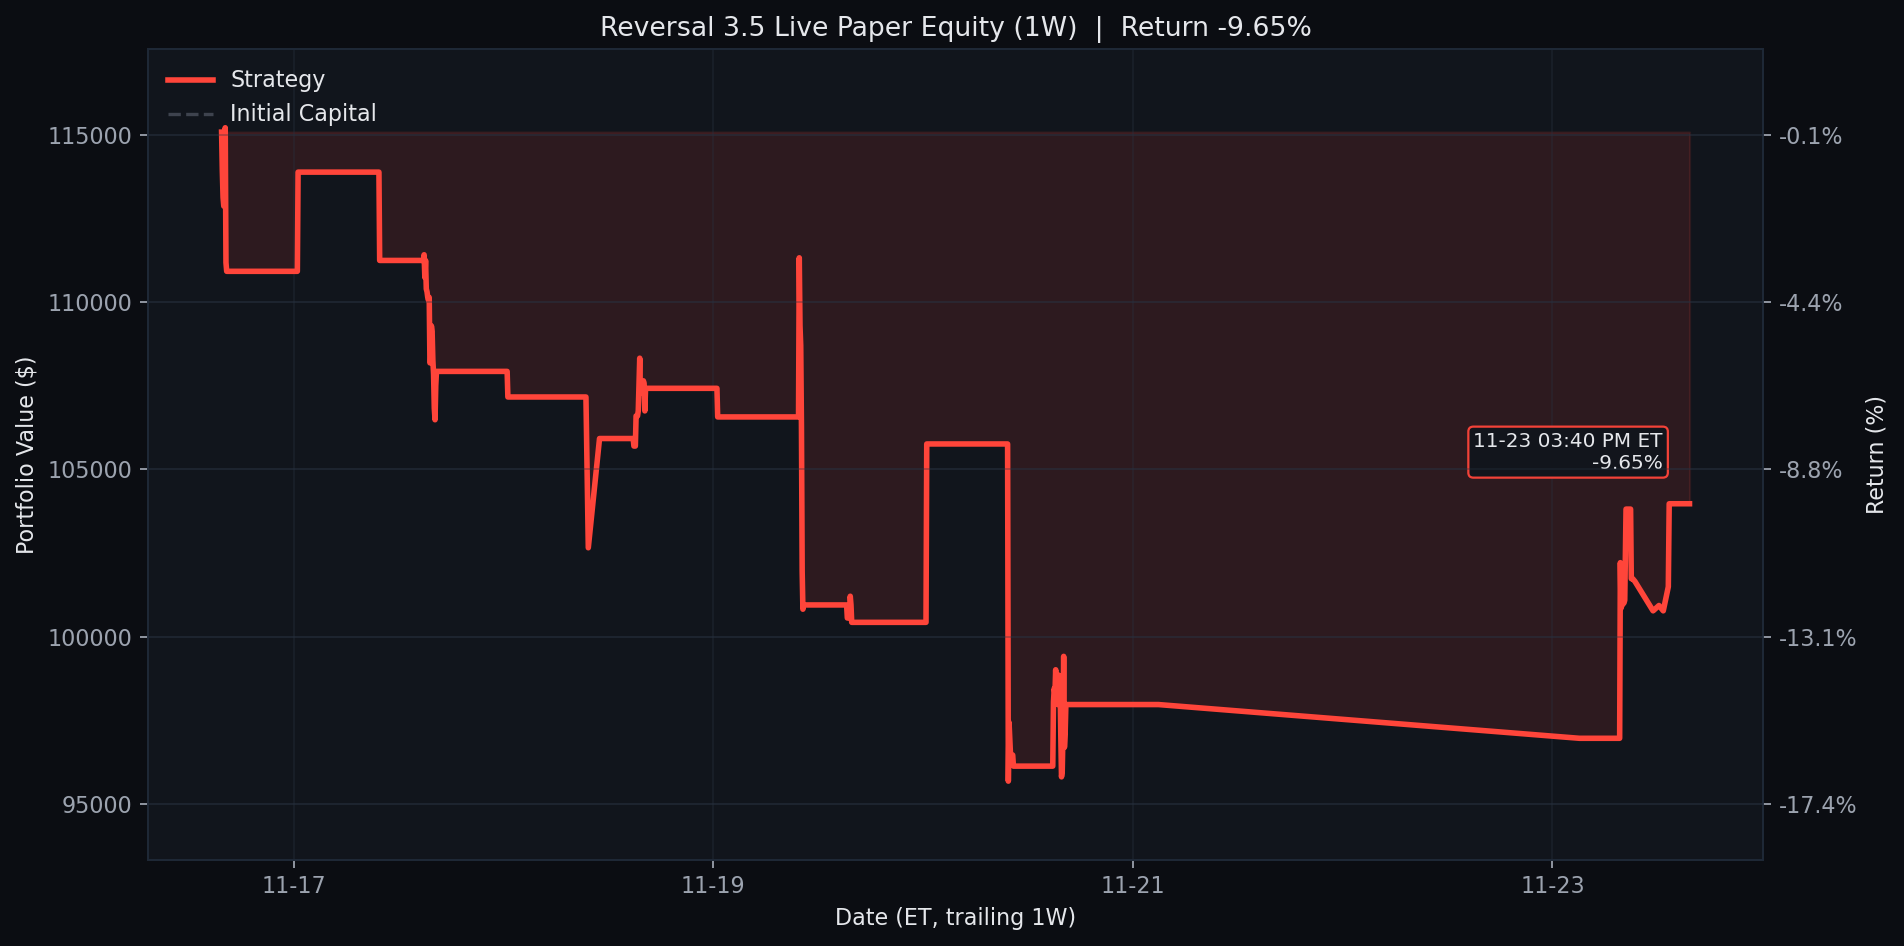 Reversal 3.5 Live Paper Equity (1W)  |  Return -9.65%
Strategy
Initial Capital
115000
110000
105000
100000
95000
Portfolio Value ($)
-0.1%
-4.4%
-8.8%
-13.1%
-17.4%
Return (%)
11-23 03:40 PM ET
-9.65%
11-17
11-19
11-21
11-23
Date (ET, trailing 1W)